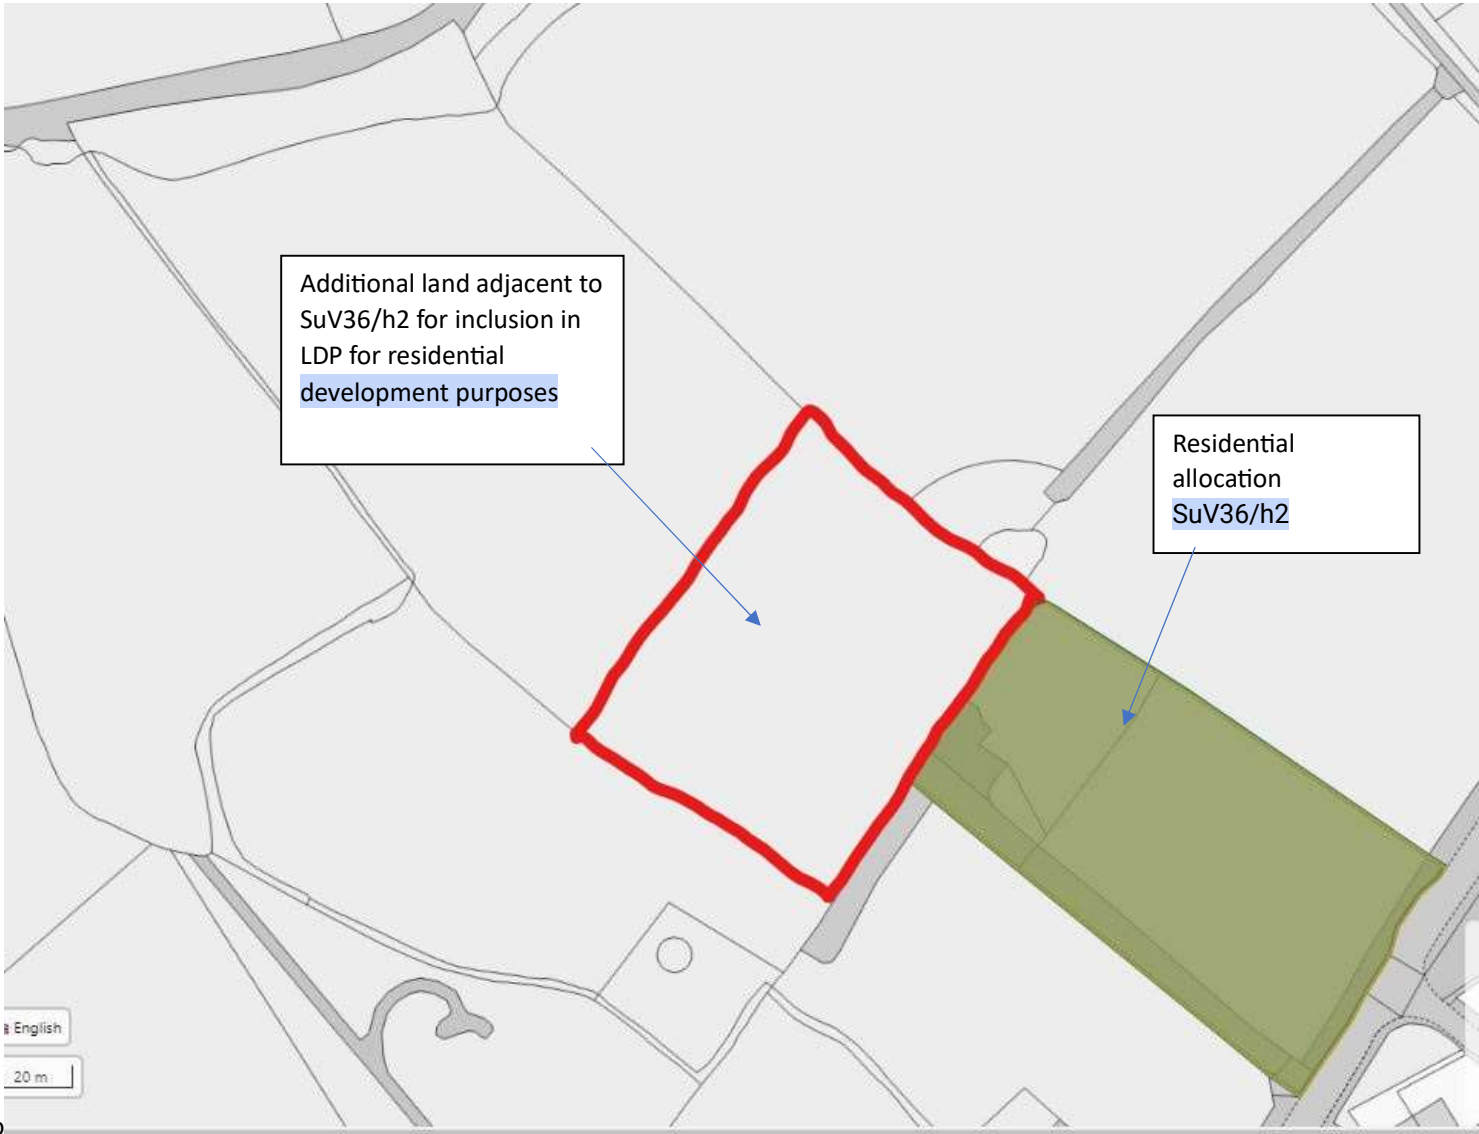 Additional land adjacent to
SuV36/h2 for inclusion in
LDP for residential
development purposes
Residential
allocation
SuV36/h2
English
20 m